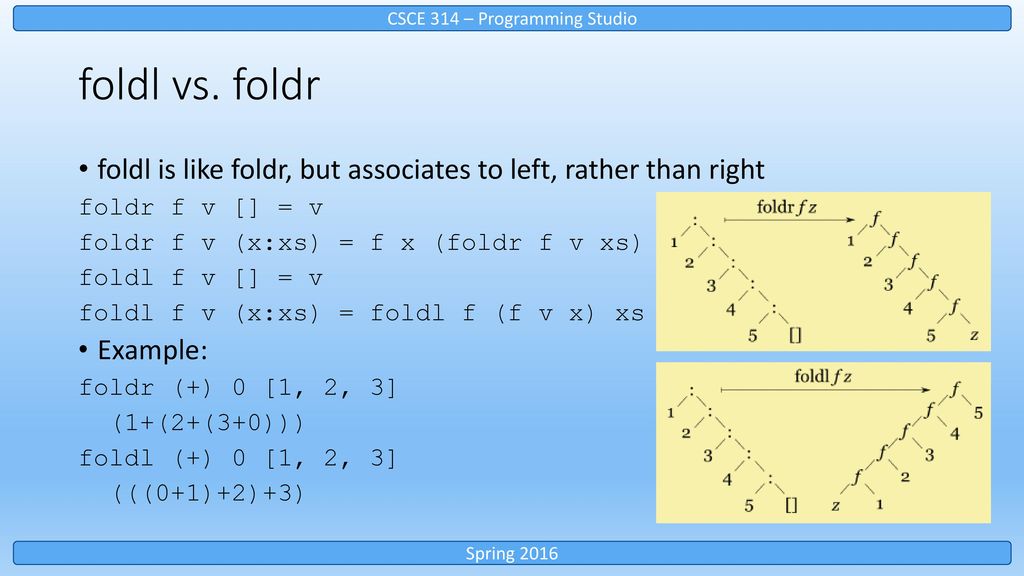 CSCE 314 – Programming Studio
foldl vs. foldr
• foldl is like foldr, but associates to left, rather than right
foldr f v [] = v
foldr f v (x:xs) = f x (foldr f v xs)
foldl f v [] = v
foldl f v (x:xs) = foldl f (f v x) xs
• Example:
foldr (+) 0 [1, 2, 3]
(1+(2+(3+0)))
foldl (+) 0 [1, 2, 3]
(((0+1)+2)+3)
foldr f z
: f
1 : 1 f
2 : 2 f
3 : 3 f
4 : 4 f
5 [] 5 z
foldl f z
: f
1 : f 5
2 : f 4
3 : f 3
4 : f 2
5 [] z 1
Spring 2016